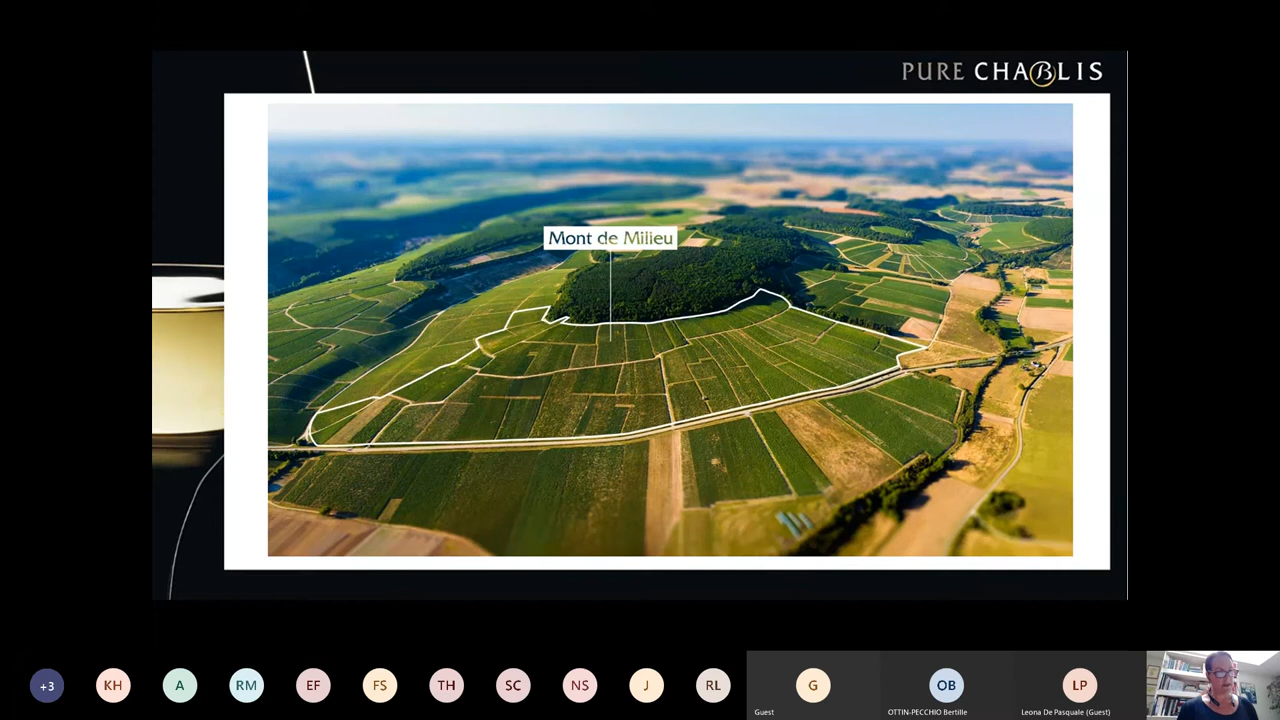 PURE CHABLIS
Mont de Milieu
+3
KH
A
RM
EF
FS
TH
SC
NS
J
RL
G
OB
LP
Guest
OTTIN-PECCHIO Bertille
Leona De Pasquale (Guest)